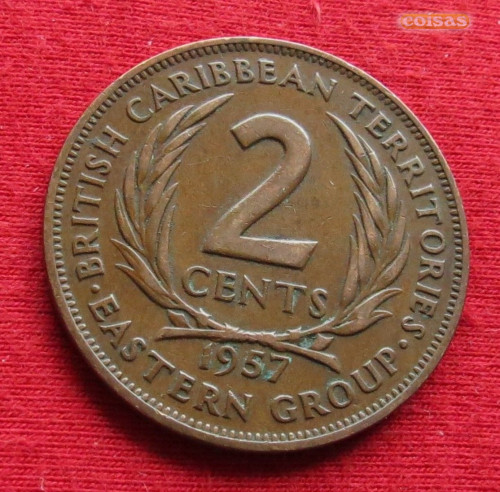 coisas
BRITISH CARIBBEAN TERRITORIES
2
CENTS
1957
· EASTERN GROUP ·